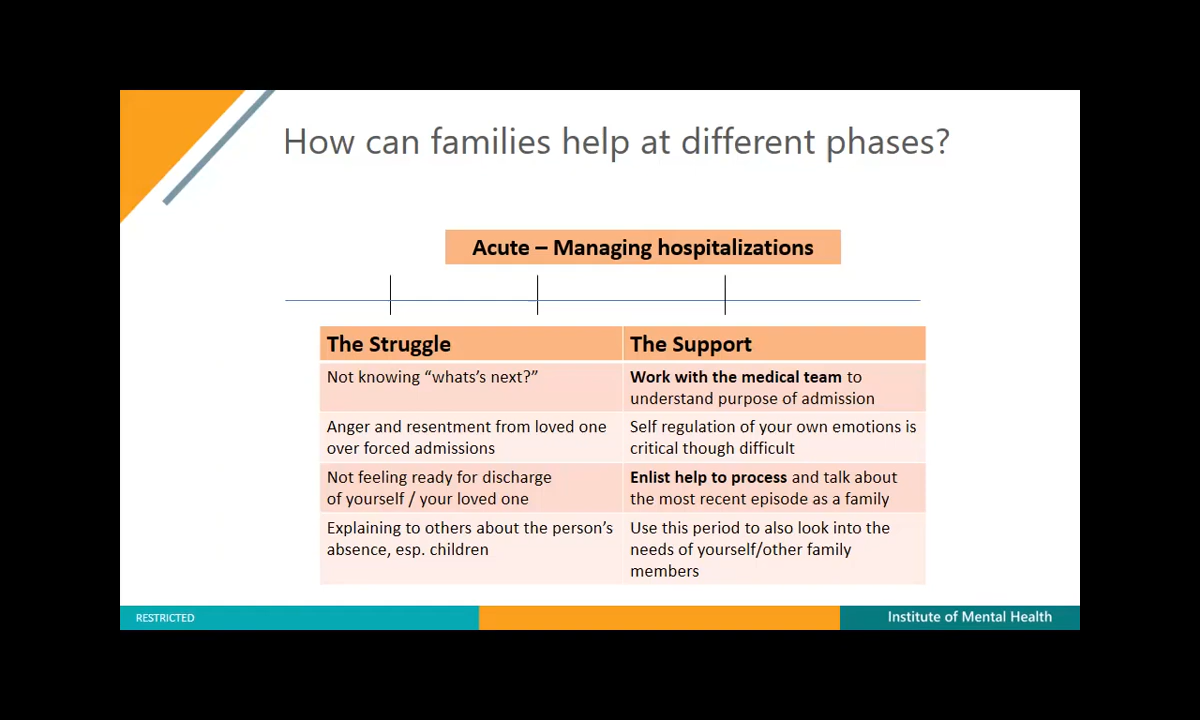 How can families help at different phases?
Acute – Managing hospitalizations
The Struggle
The Support
Not knowing “whats’s next?”
Work with the medical team to
understand purpose of admission
Anger and resentment from loved one
over forced admissions
Self regulation of your own emotions is
critical though difficult
Not feeling ready for discharge
of yourself / your loved one
Enlist help to process and talk about
the most recent episode as a family
Explaining to others about the person’s
absence, esp. children
Use this period to also look into the
needs of yourself/other family
members
RESTRICTED
Institute of Mental Health